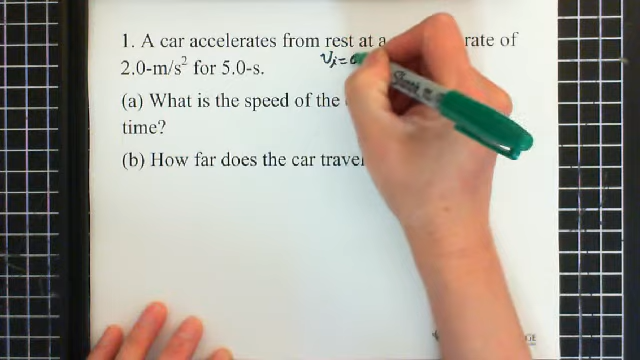 1. A car accelerates from rest at a rate of
2.0-m/s² for 5.0-s. vi=
(a) What is the speed of the
time?
(b) How far does the car travel